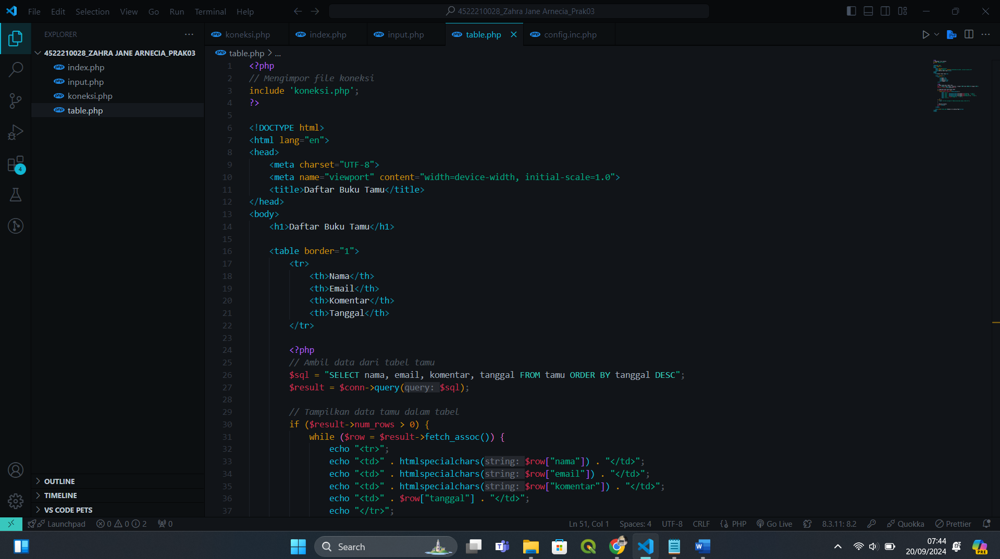 File Edit Selection View Go Run Terminal Help
4522210028_Zahra Jane Arnecia_Prak03
EXPLORER
4522210028_ZAHRA JANE ARNECIA_PRAK03
index.php
input.php
koneksi.php
table.php
OUTLINE
TIMELINE
VS CODE PETS
koneksi.php index.php input.php table.php config.inc.php
table.php > ...
1 <?php
2 // Mengimpor file koneksi
3 include 'koneksi.php';
4 ?>
5
6 <!DOCTYPE html>
7 <html lang="en">
8 <head>
9 <meta charset="UTF-8">
10 <meta name="viewport" content="width=device-width, initial-scale=1.0">
11 <title>Daftar Buku Tamu</title>
12 </head>
13 <body>
14 <h1>Daftar Buku Tamu</h1>
15
16 <table border="1">
17 <tr>
18 <th>Nama</th>
19 <th>Email</th>
20 <th>Komentar</th>
21 <th>Tanggal</th>
22 </tr>
23
24 <?php
25 // Ambil data dari tabel tamu
26 $sql = "SELECT nama, email, komentar, tanggal FROM tamu ORDER BY tanggal DESC";
27 $result = $conn->query(query: $sql);
28
29 // Tampilkan data tamu dalam tabel
30 if ($result->num_rows > 0) {
31 while ($row = $result->fetch_assoc()) {
32 echo "<tr>";
33 echo "<td>" . htmlspecialchars(string: $row["nama"]) . "</td>";
34 echo "<td>" . htmlspecialchars(string: $row["email"]) . "</td>";
35 echo "<td>" . htmlspecialchars(string: $row["komentar"]) . "</td>";
36 echo "<td>" . $row["tanggal"] . "</td>";
37 echo "</tr>";
4
Launchpad 0 0 2 0
Ln 51, Col 1 Spaces: 4 UTF-8 CRLF PHP Go Live 8.3.11: 8.2 Quokka Prettier
Search
07:44
20/09/2024
PRE